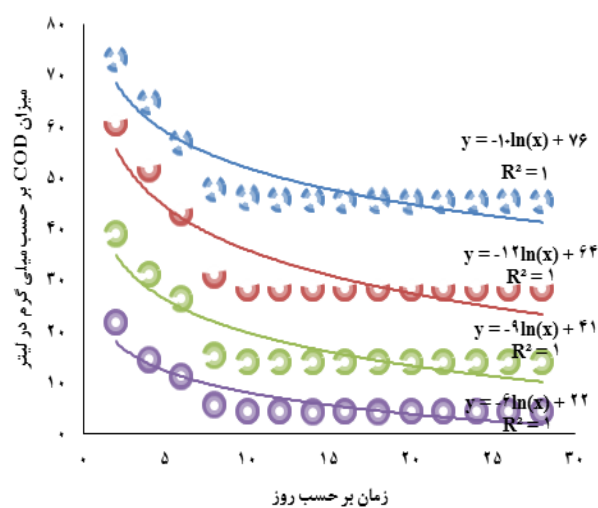 میزان COD بر حسب میلی گرم در لیتر
۸۰
۷۰
۶۰
۵۰
۴۰
۳۰
۲۰
۱۰
۰
y = -۱۰ln(x) + ۷۶
R² = ۱
y = -۱۲ln(x) + ۶۴
R² = ۱
y = -۹ln(x) + ۴۱
R² = ۱
y = -۶ln(x) + ۲۲
R² = ۱
۰ ۵ ۱۰ ۱۵ ۲۰ ۲۵ ۳۰
زمان بر حسب روز